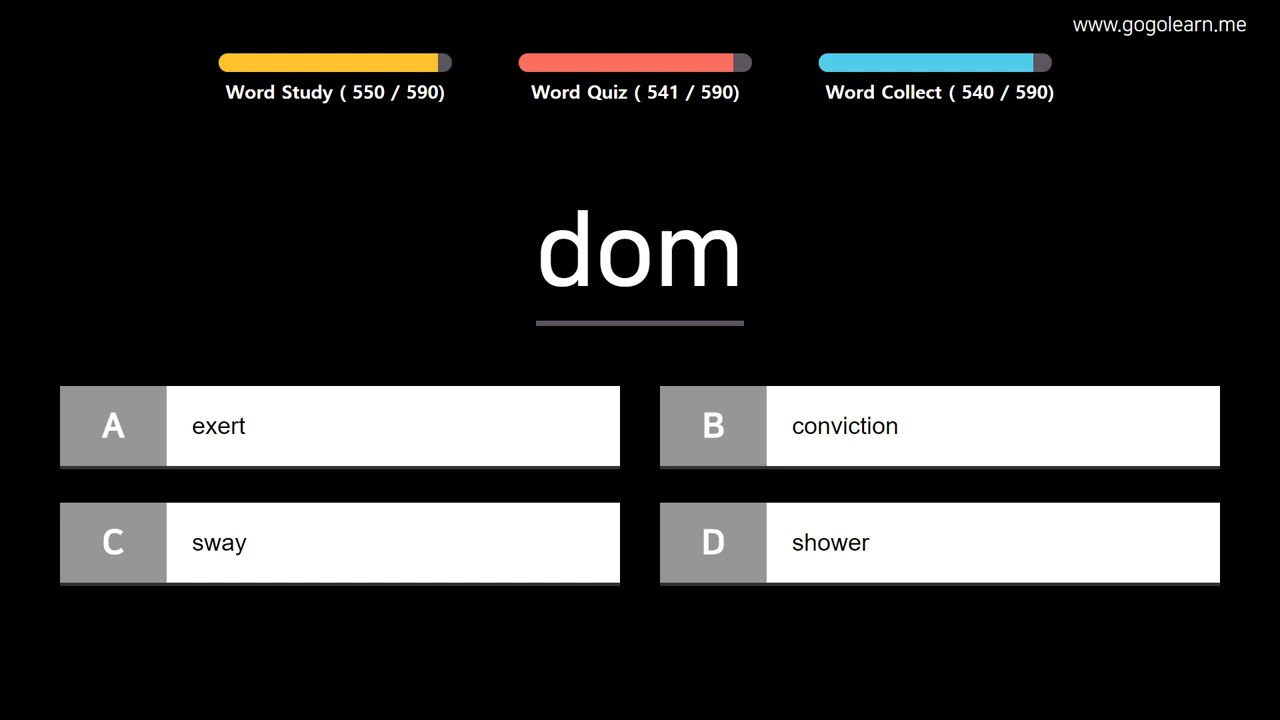 www.gogolearn.me
Word Study ( 550 / 590)
Word Quiz ( 541 / 590)
Word Collect ( 540 / 590)
dom
A exert
B conviction
C sway
D shower